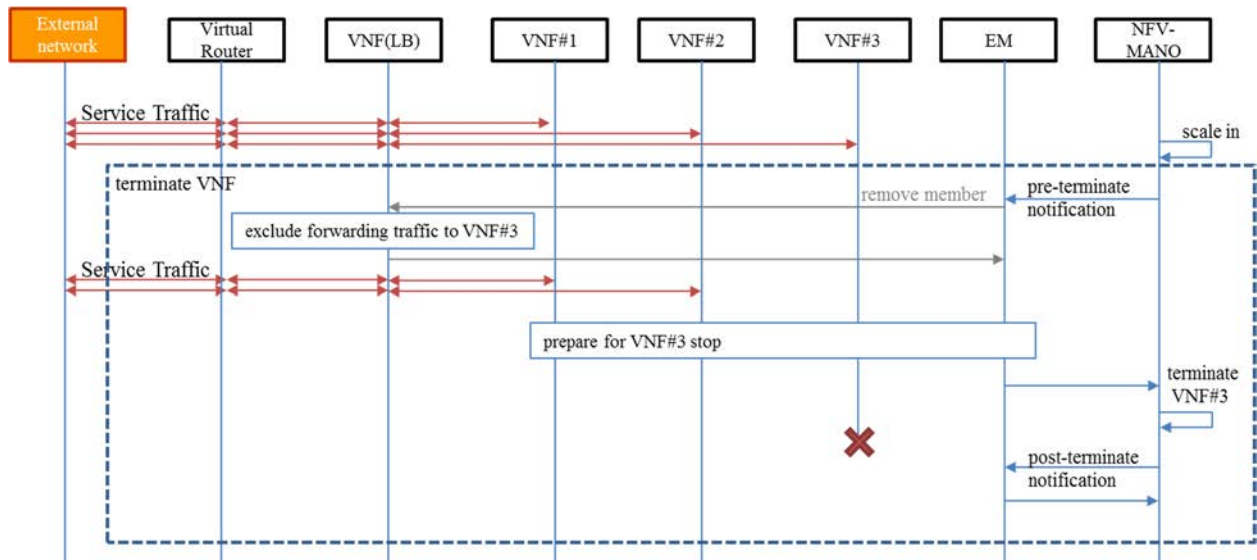 External
network
Virtual
Router
VNF(LB)
VNF#1
VNF#2
VNF#3
EM
NFV-
MANO
Service Traffic
scale in
terminate VNF
remove member
pre-terminate
notification
exclude forwarding traffic to VNF#3
Service Traffic
prepare for VNF#3 stop
terminate
VNF#3
post-terminate
notification